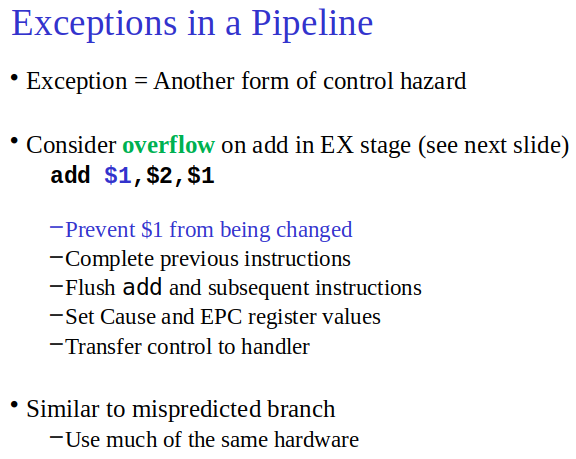 Exceptions in a Pipeline
• Exception = Another form of control hazard
• Consider overflow on add in EX stage (see next slide)
add $1,$2,$1
–Prevent $1 from being changed
–Complete previous instructions
–Flush add and subsequent instructions
–Set Cause and EPC register values
–Transfer control to handler
• Similar to mispredicted branch
–Use much of the same hardware